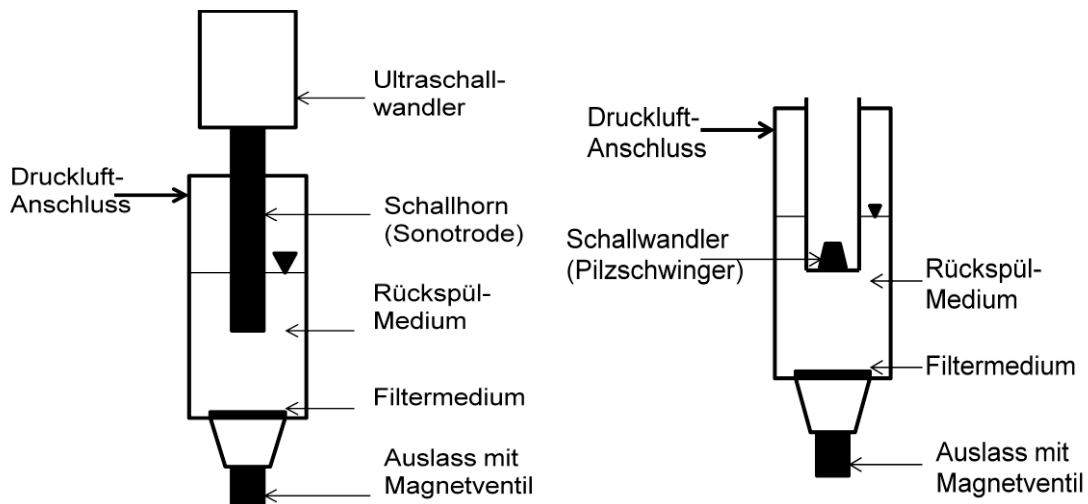 Ultraschall-
wandler
Druckluft-
Anschluss
Schallhorn
(Sonotrode)
Rückspül-
Medium
Filtermedium
Auslass mit
Magnetventil
Druckluft-
Anschluss
Schallwandler
(Pilzschwinger)
Rückspül-
Medium
Filtermedium
Auslass mit
Magnetventil